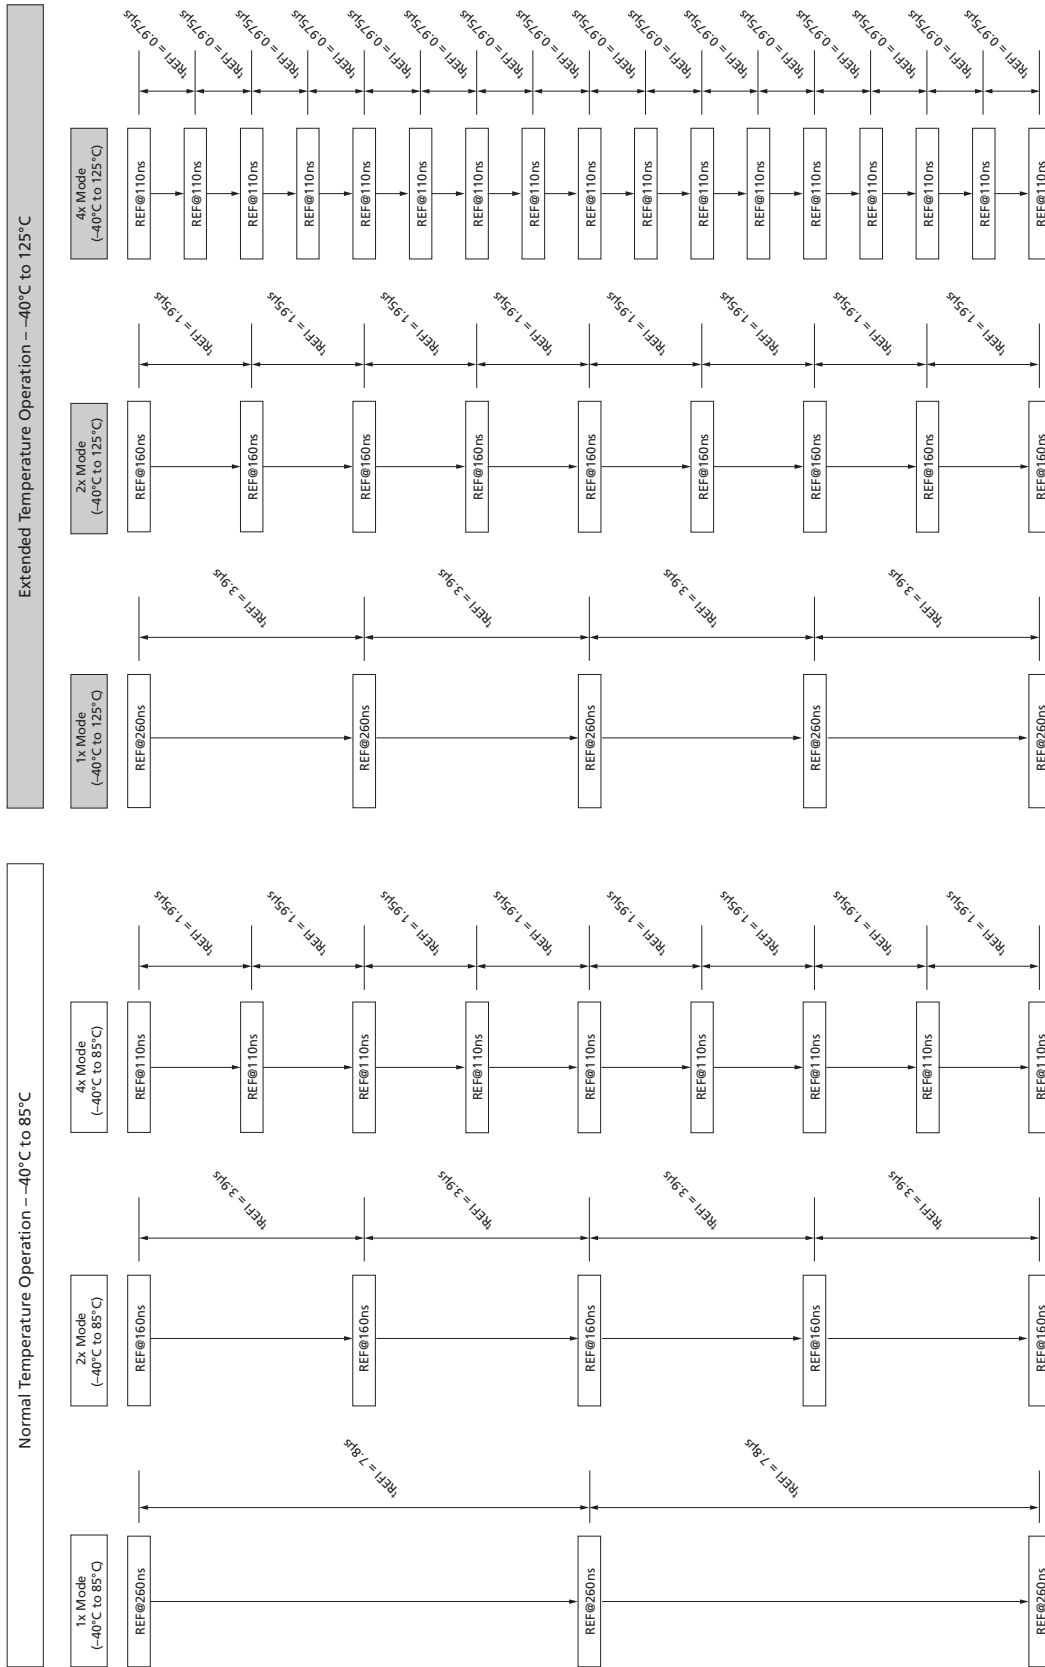 Normal Temperature Operation – –40°C to 85°C
1x Mode
(–40°C to 85°C)
REF@260ns
tREFI = 7.8µs
REF@260ns
tREFI = 7.8µs
REF@260ns
2x Mode
(–40°C to 85°C)
REF@160ns
tREFI = 3.9µs
REF@160ns
tREFI = 3.9µs
REF@160ns
tREFI = 3.9µs
REF@160ns
tREFI = 3.9µs
REF@160ns
4x Mode
(–40°C to 85°C)
REF@110ns
tREFI = 1.95µs
REF@110ns
tREFI = 1.95µs
REF@110ns
tREFI = 1.95µs
REF@110ns
tREFI = 1.95µs
REF@110ns
tREFI = 1.95µs
REF@110ns
tREFI = 1.95µs
REF@110ns
tREFI = 1.95µs
REF@110ns
tREFI = 1.95µs
REF@110ns
Extended Temperature Operation – –40°C to 125°C
1x Mode
(–40°C to 125°C)
REF@260ns
tREFI = 3.9µs
REF@260ns
tREFI = 3.9µs
REF@260ns
tREFI = 3.9µs
REF@260ns
tREFI = 3.9µs
REF@260ns
2x Mode
(–40°C to 125°C)
REF@160ns
tREFI = 1.95µs
REF@160ns
tREFI = 1.95µs
REF@160ns
tREFI = 1.95µs
REF@160ns
tREFI = 1.95µs
REF@160ns
tREFI = 1.95µs
REF@160ns
tREFI = 1.95µs
REF@160ns
tREFI = 1.95µs
REF@160ns
tREFI = 1.95µs
REF@160ns
4x Mode
(–40°C to 125°C)
REF@110ns
tREFI = 0.975µs
REF@110ns
tREFI = 0.975µs
REF@110ns
tREFI = 0.975µs
REF@110ns
tREFI = 0.975µs
REF@110ns
tREFI = 0.975µs
REF@110ns
tREFI = 0.975µs
REF@110ns
tREFI = 0.975µs
REF@110ns
tREFI = 0.975µs
REF@110ns
tREFI = 0.975µs
REF@110ns
tREFI = 0.975µs
REF@110ns
tREFI = 0.975µs
REF@110ns
tREFI = 0.975µs
REF@110ns
tREFI = 0.975µs
REF@110ns
tREFI = 0.975µs
REF@110ns
tREFI = 0.975µs
REF@110ns
tREFI = 0.975µs
REF@110ns